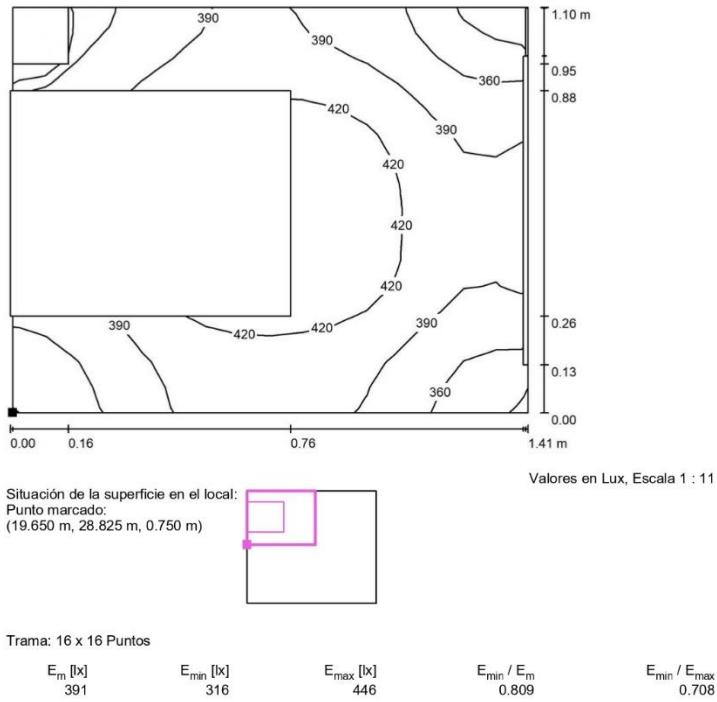 390
1.10 m
390
0.95
360
0.88
420
390
420
420
420
0.26
390
420
420
390
0.13
360
0.00
0.00 0.16 0.76 1.41 m
Valores en Lux, Escala 1 : 11
Situación de la superficie en el local:
Punto marcado:
(19.650 m, 28.825 m, 0.750 m)
Trama: 16 x 16 Puntos
Em [lx] Emin [lx] Emax [lx] Emin / Em Emin / Emax
391 316 446 0.809 0.708